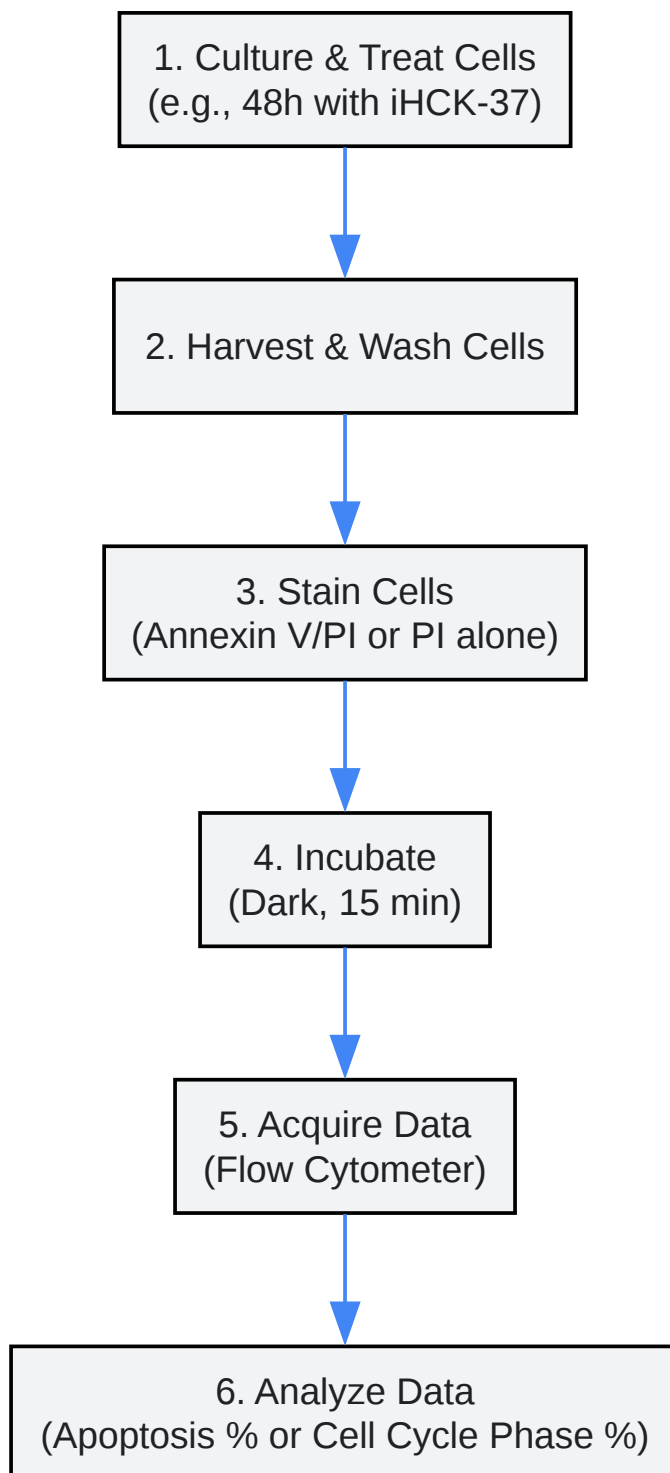 1. Culture & Treat Cells
(e.g., 48h with iHCK-37)
2. Harvest & Wash Cells
3. Stain Cells
(Annexin V/PI or PI alone)
4. Incubate
(Dark, 15 min)
5. Acquire Data
(Flow Cytometer)
6. Analyze Data
(Apoptosis % or Cell Cycle Phase %)